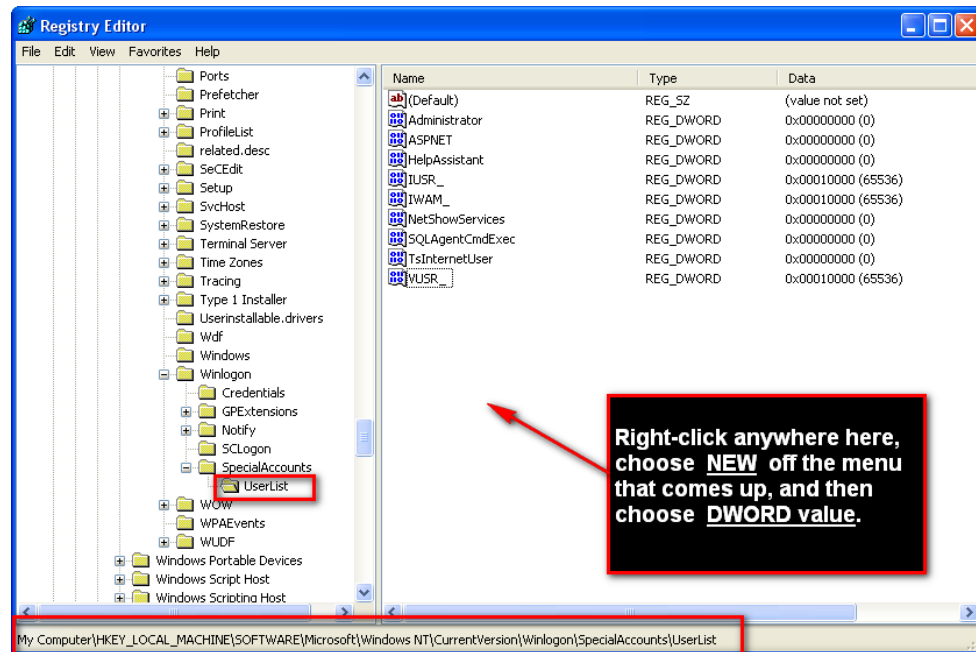 Registry Editor
File Edit View Favorites Help
Ports
Prefetcher
Print
ProfileList
related.desc
SeCEdit
Setup
SvcHost
SystemRestore
Terminal Server
Time Zones
Tracing
Type 1 Installer
Userinstallable.drivers
Wdf
Windows
Winlogon
Credentials
GPExtensions
Notify
SCLogon
SpecialAccounts
UserList
WOW
WPAEvents
WUDF
Windows Portable Devices
Windows Script Host
Windows Scripting Host
Name Type Data
(Default) REG_SZ (value not set)
Administrator REG_DWORD 0x00000000 (0)
ASPNET REG_DWORD 0x00000000 (0)
HelpAssistant REG_DWORD 0x00000000 (0)
IUSR_ REG_DWORD 0x00010000 (65536)
IWAM_ REG_DWORD 0x00010000 (65536)
NetShowServices REG_DWORD 0x00000000 (0)
SQLAgentCmdExec REG_DWORD 0x00000000 (0)
TsInternetUser REG_DWORD 0x00000000 (0)
VUSR_ REG_DWORD 0x00010000 (65536)
Right-click anywhere here,
choose NEW off the menu
that comes up, and then
choose DWORD value.
My Computer\HKEY_LOCAL_MACHINE\SOFTWARE\Microsoft\Windows NT\CurrentVersion\Winlogon\SpecialAccounts\UserList